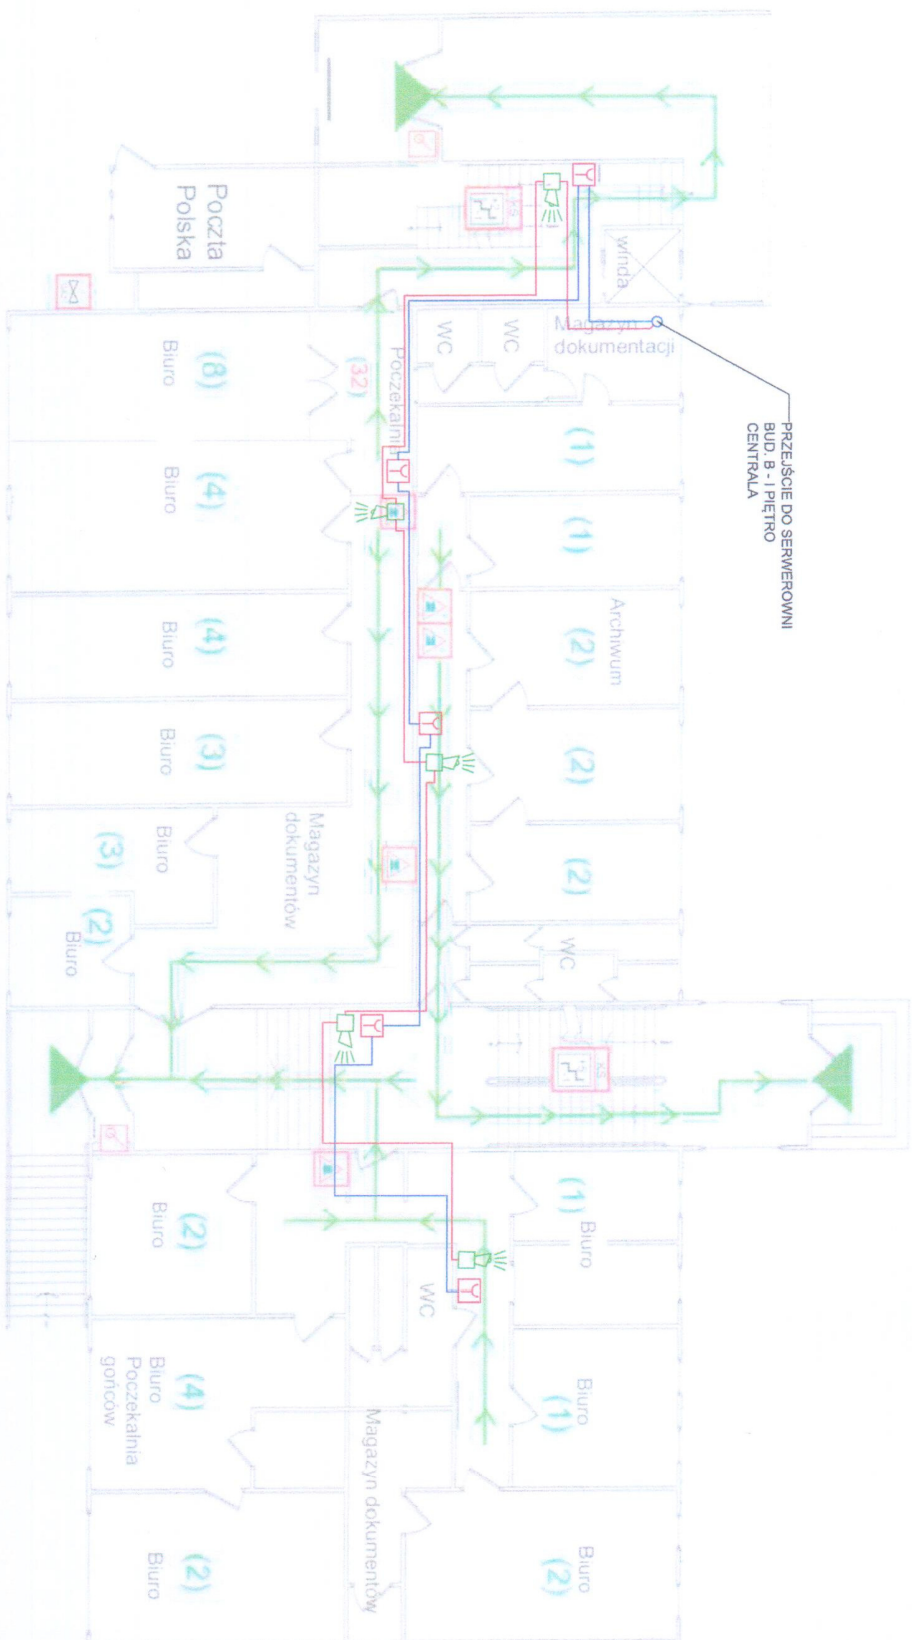 PRZEJŚCIE DO SERWEROWNI
BUD. B - I PIĘTRO
CENTRALA
winda
KS
Poczta
Polska
Magazyn
dokumentacji
WC
WC
Poczekalnia
(32)
(8)
Biuro
(1)
(4)
Biuro
(1)
Archiwum
(2)
(4)
Biuro
(2)
(3)
Biuro
(2)
Magazyn
dokumentów
Biuro
(3)
(2)
Biuro
WC
KS
(1)
Biuro
(2)
Biuro
WC
Biuro
(1)
(4)
Biuro
Poczekalnia
gońców
Magazyn dokumentów
Biuro
(2)
(2)
Biuro